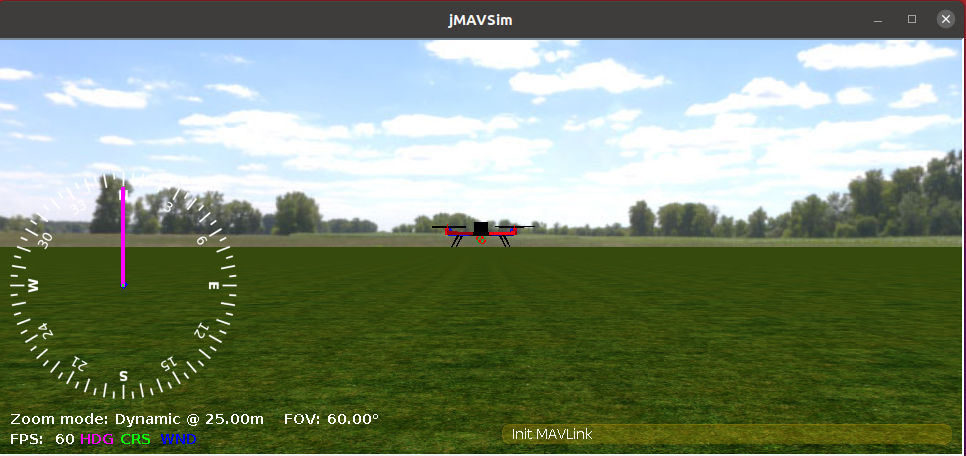 jMAVSim
33
3
30
6
W
E
24
12
21
15
S
Zoom mode: Dynamic @ 25.00m FOV: 60.00°
FPS: 60 HDG CRS WND
Init MAVLink